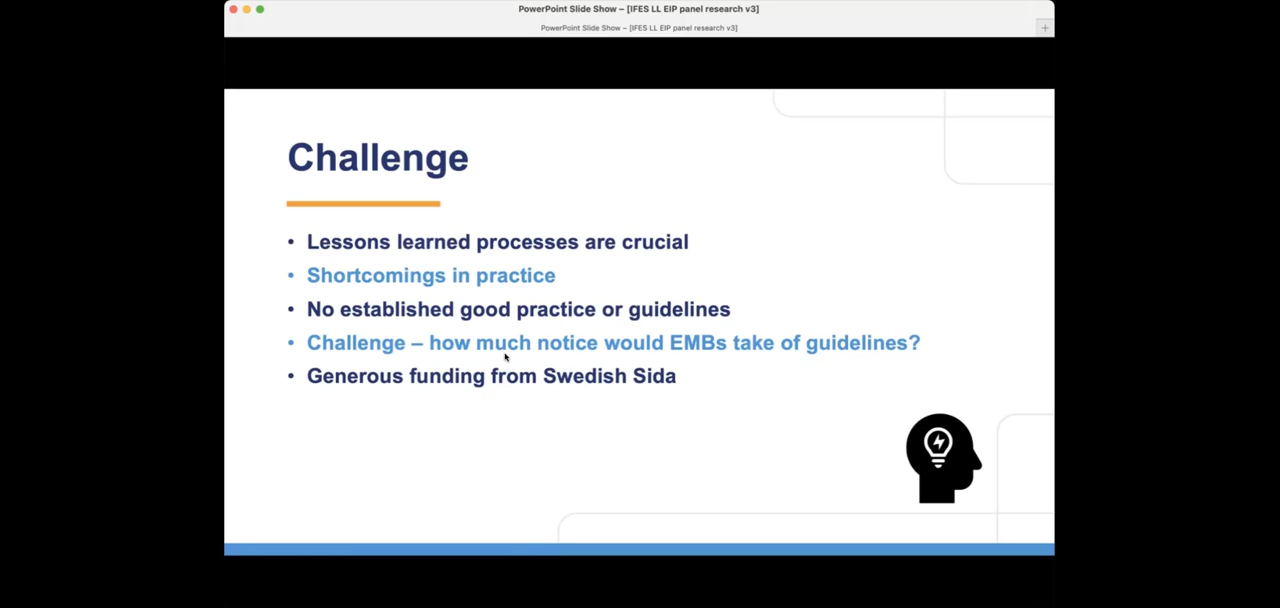 PowerPoint Slide Show – [IFES LL EIP panel research v3]
PowerPoint Slide Show – [IFES LL EIP panel research v3]
+
Challenge
• Lessons learned processes are crucial
• Shortcomings in practice
• No established good practice or guidelines
• Challenge – how much notice would EMBs take of guidelines?
• Generous funding from Swedish Sida